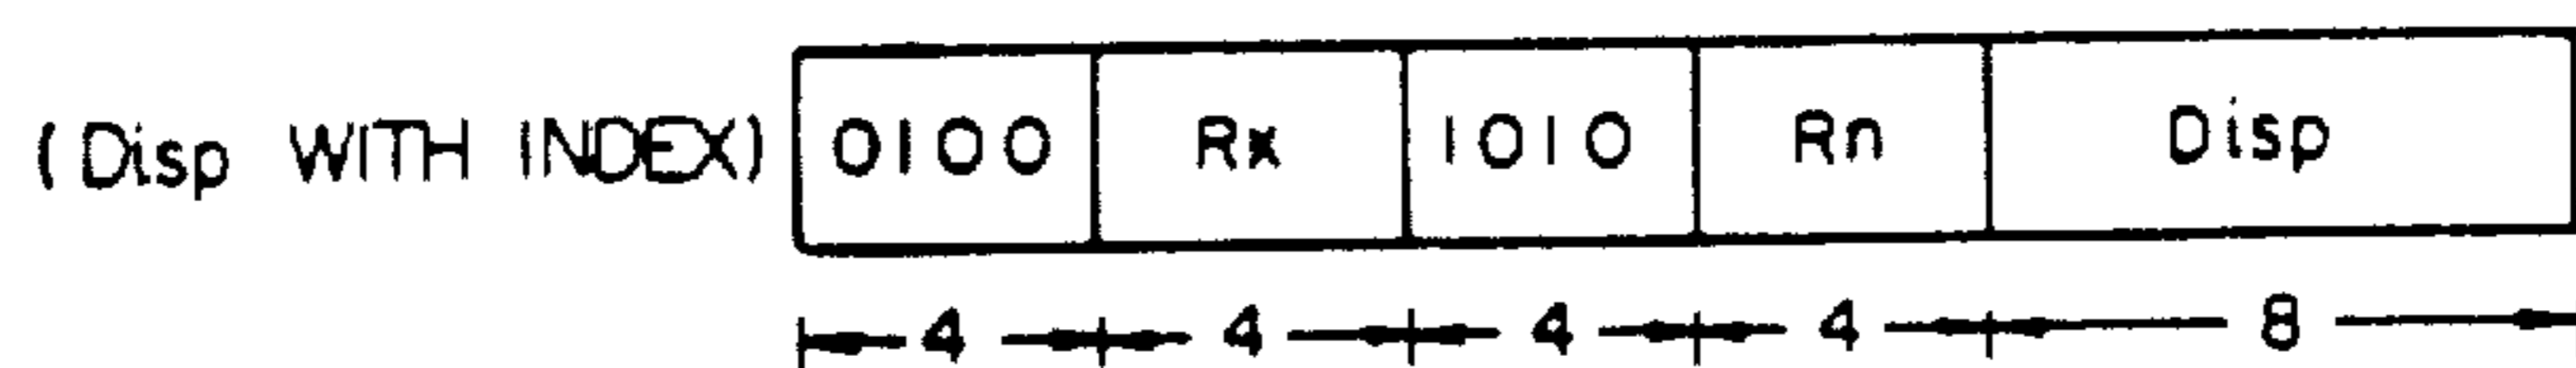 (Disp WITH INDEX) 0100 Rx 1010 Rn Disp
4 4 4 4 8